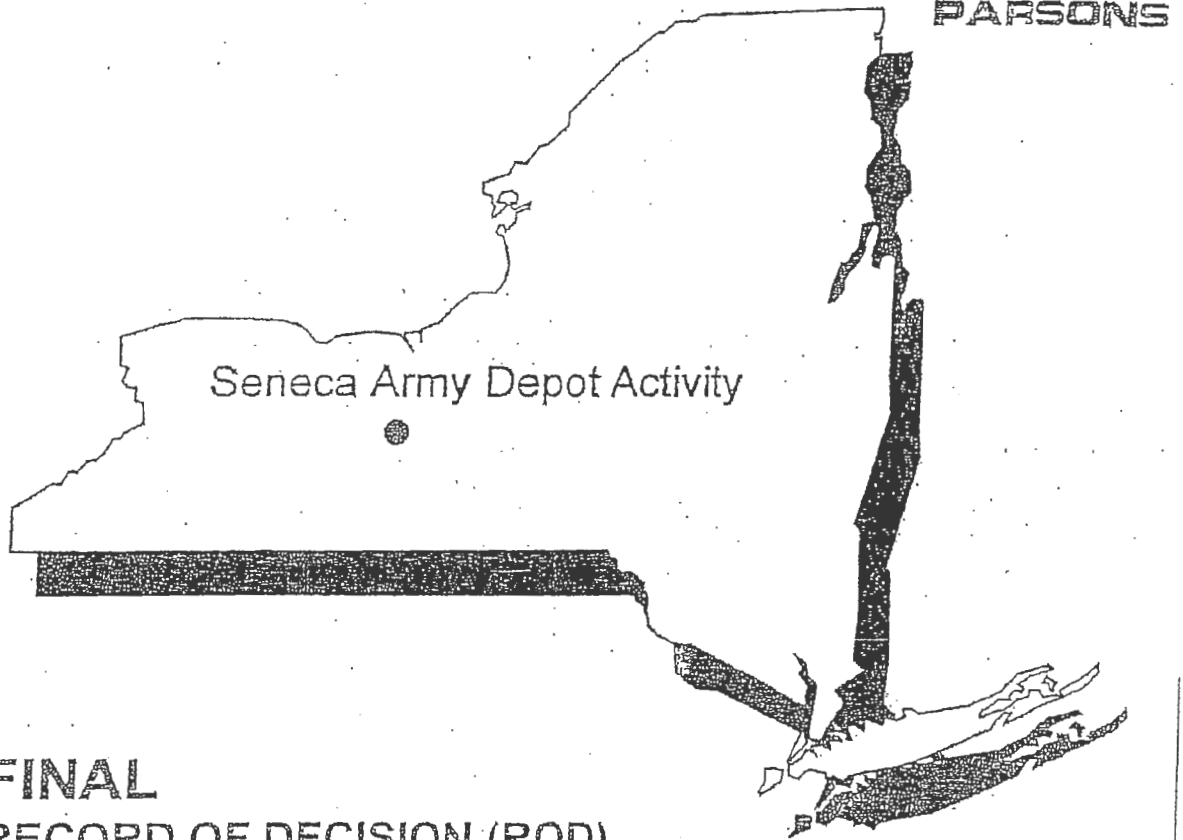 PARSONS
Seneca Army Depot Activity
FINAL
RECORD OF DECISION (ROD)